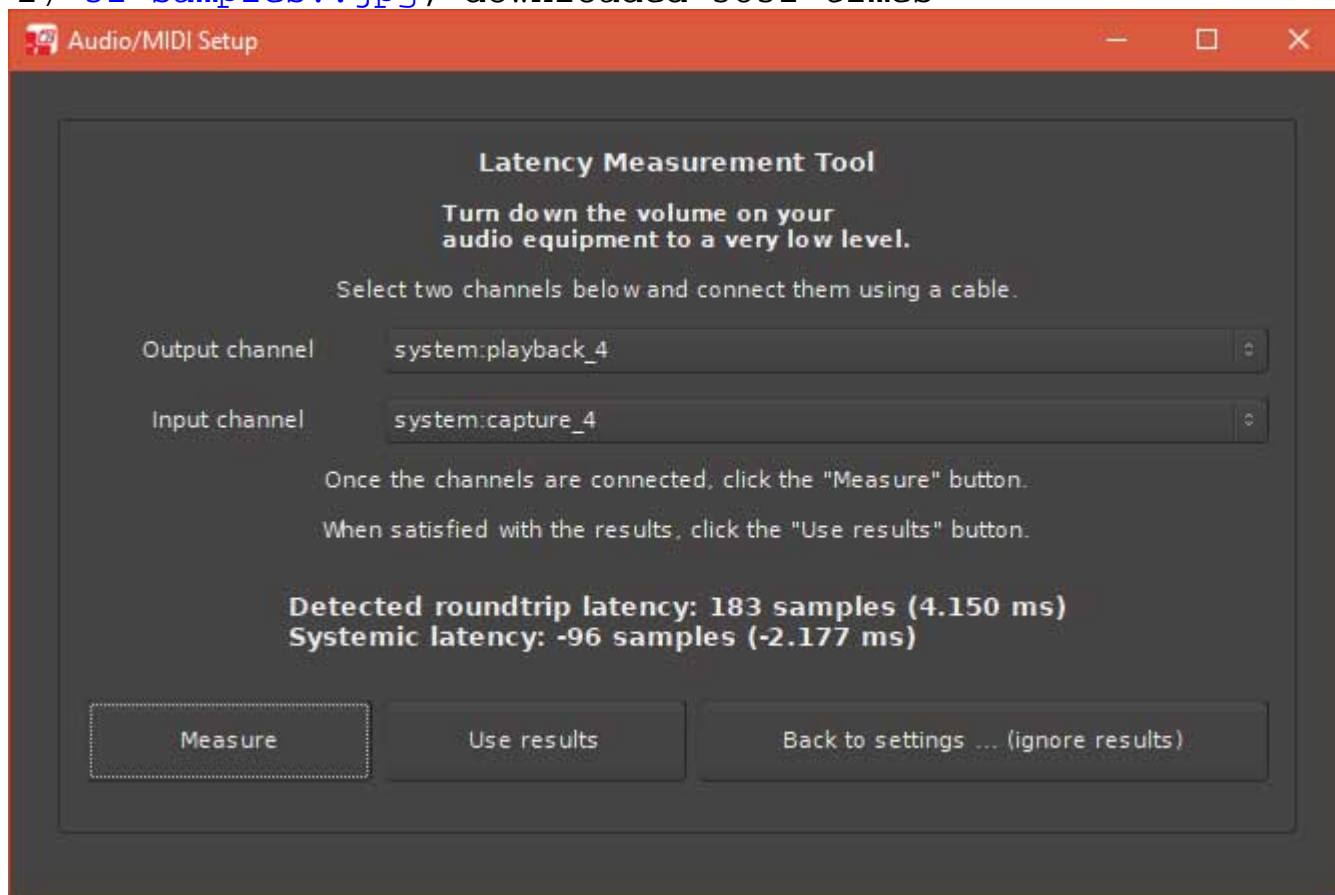 Audio/MIDI Setup
Latency Measurement Tool
Turn down the volume on your
audio equipment to a very low level.
Select two channels below and connect them using a cable.
Output channel system:playback_4
Input channel system:capture_4
Once the channels are connected, click the "Measure" button.
When satisfied with the results, click the "Use results" button.
Detected roundtrip latency: 183 samples (4.150 ms)
Systemic latency: -96 samples (-2.177 ms)
Measure Use results Back to settings ... (ignore results)